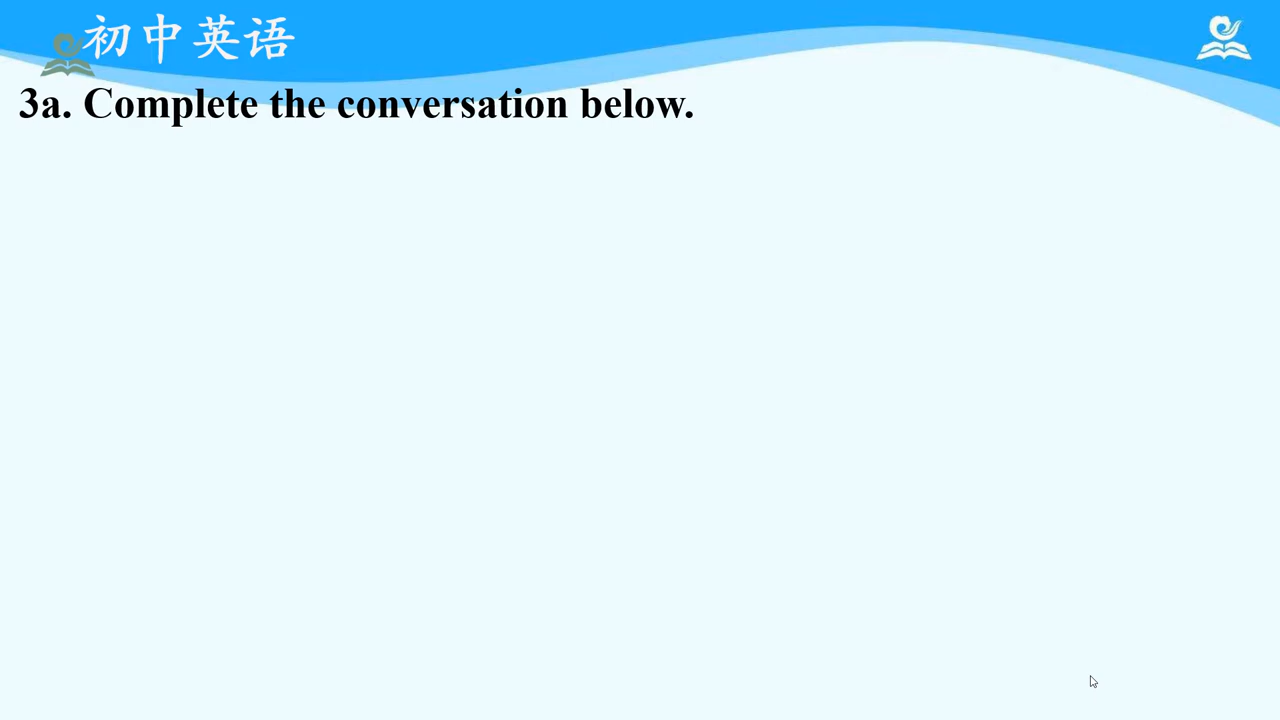 初中英语
3a. Complete the conversation below.